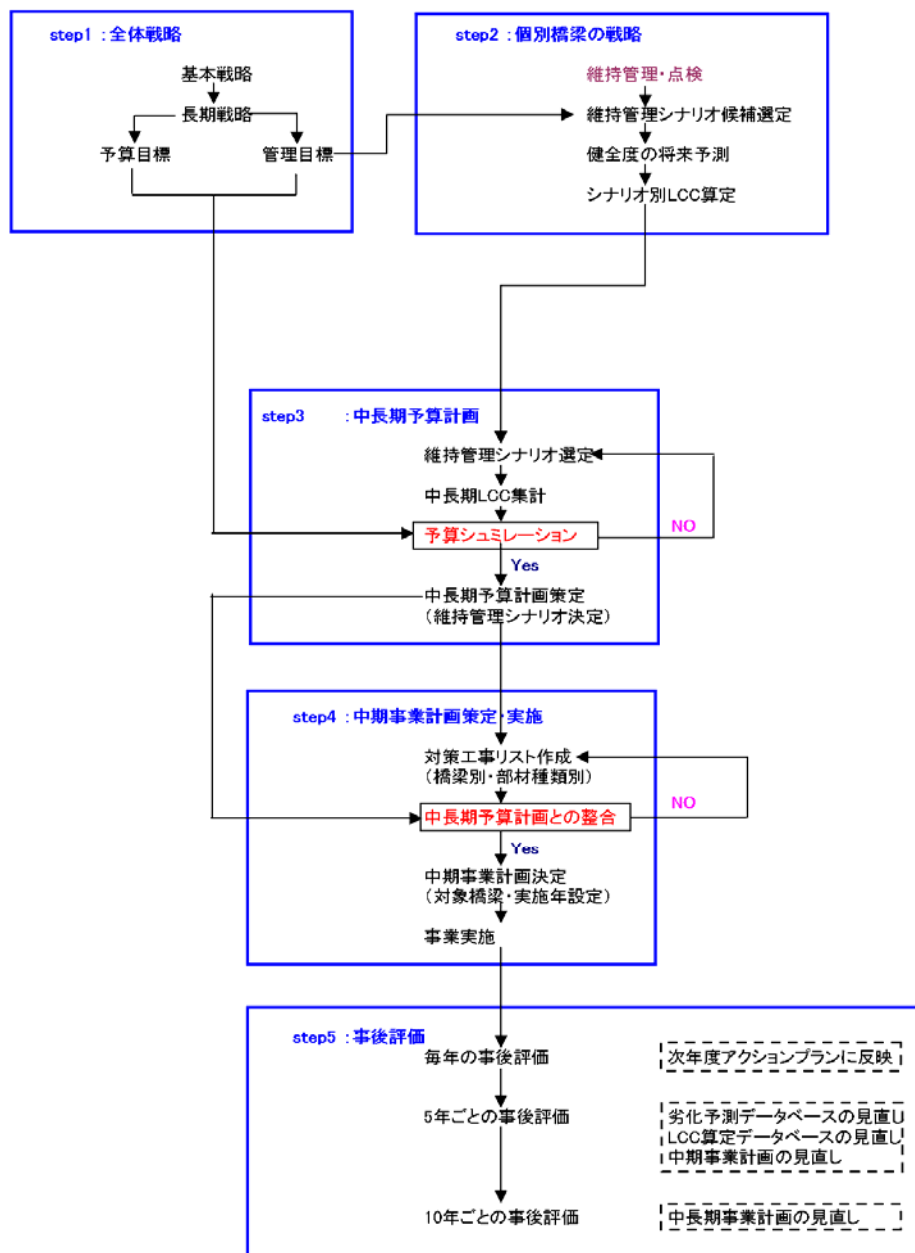 step1 : 全体戦略
基本戦略
長期戦略
予算目標
管理目標
step2 : 個別橋梁の戦略
維持管理・点検
維持管理シナリオ候補選定
健全度の将来予測
シナリオ別LCC算定
step3 : 中長期予算計画
維持管理シナリオ選定
中長期LCC集計
予算シュミレーション
NO
Yes
中長期予算計画策定
(維持管理シナリオ決定)
step4 : 中期事業計画策定・実施
対策工事リスト作成
(橋梁別・部材種類別)
中長期予算計画との整合
NO
Yes
中期事業計画決定
(対象橋梁・実施年設定)
事業実施
step5 : 事後評価
毎年の事後評価
次年度アクションプランに反映
5年ごとの事後評価
劣化予測データベースの見直し
LCC算定データベースの見直し
中期事業計画の見直し
10年ごとの事後評価
中長期事業計画の見直し